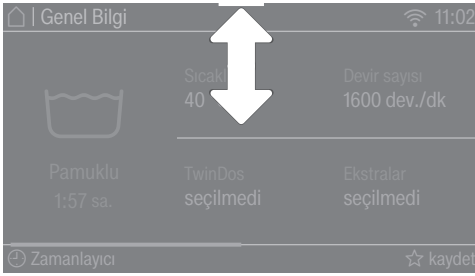 | Genel Bilgi 11:02
Devir sayısı
40 1600 dev./dk
Pamuklu TwinDos Ekstralar
1:57 sa. seçilmedi seçilmedi
Zamanlayıcı kaydet